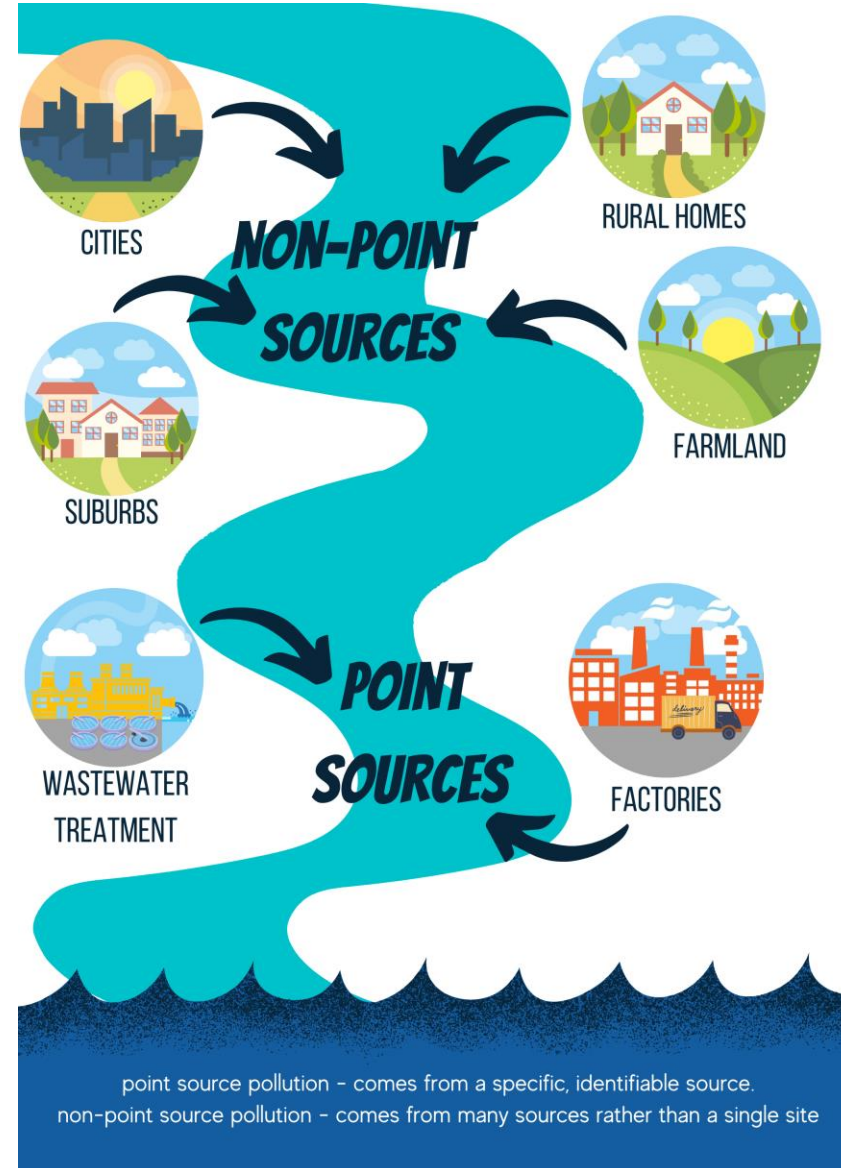 CITIES
RURAL HOMES
NON-POINT
SOURCES
SUBURBS
FARMLAND
WASTEWATER
TREATMENT
POINT
SOURCES
delivery
FACTORIES
point source pollution - comes from a specific, identifiable source.
non-point source pollution - comes from many sources rather than a single site